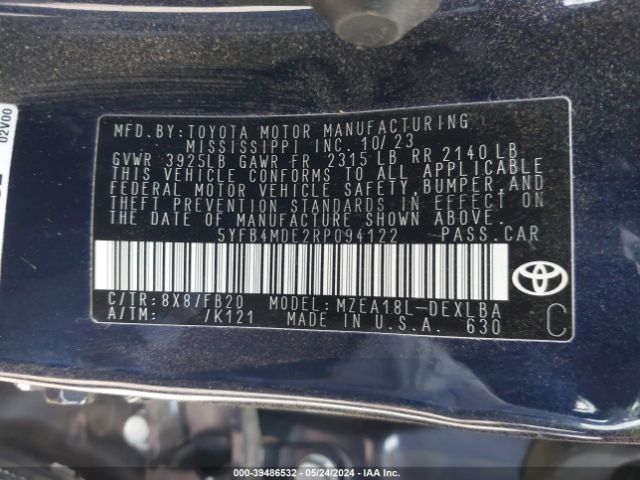 02V00
MFD. BY: TOYOTA MOTOR MANUFACTURING
MISSISSIPPI INC. 10/23
GVWR 3925LB GAWR FR 2315 LB RR 2140 LB
THIS VEHICLE CONFORMS TO ALL APPLICABLE
FEDERAL MOTOR VEHICLE SAFETY, BUMPER, AND
THEFT PREVENTION STANDARDS IN EFFECT ON
THE DATE OF MANUFACTURE SHOWN ABOVE.
5YFB4MDE2RP094122 PASS. CAR
C/TR: 8X8/FB20 MODEL: MZEA18L-DEXLBA
A/TM: /K121 MADE IN U.S.A. 630
C
000-39486532 - 05/24/2024 - IAA Inc.